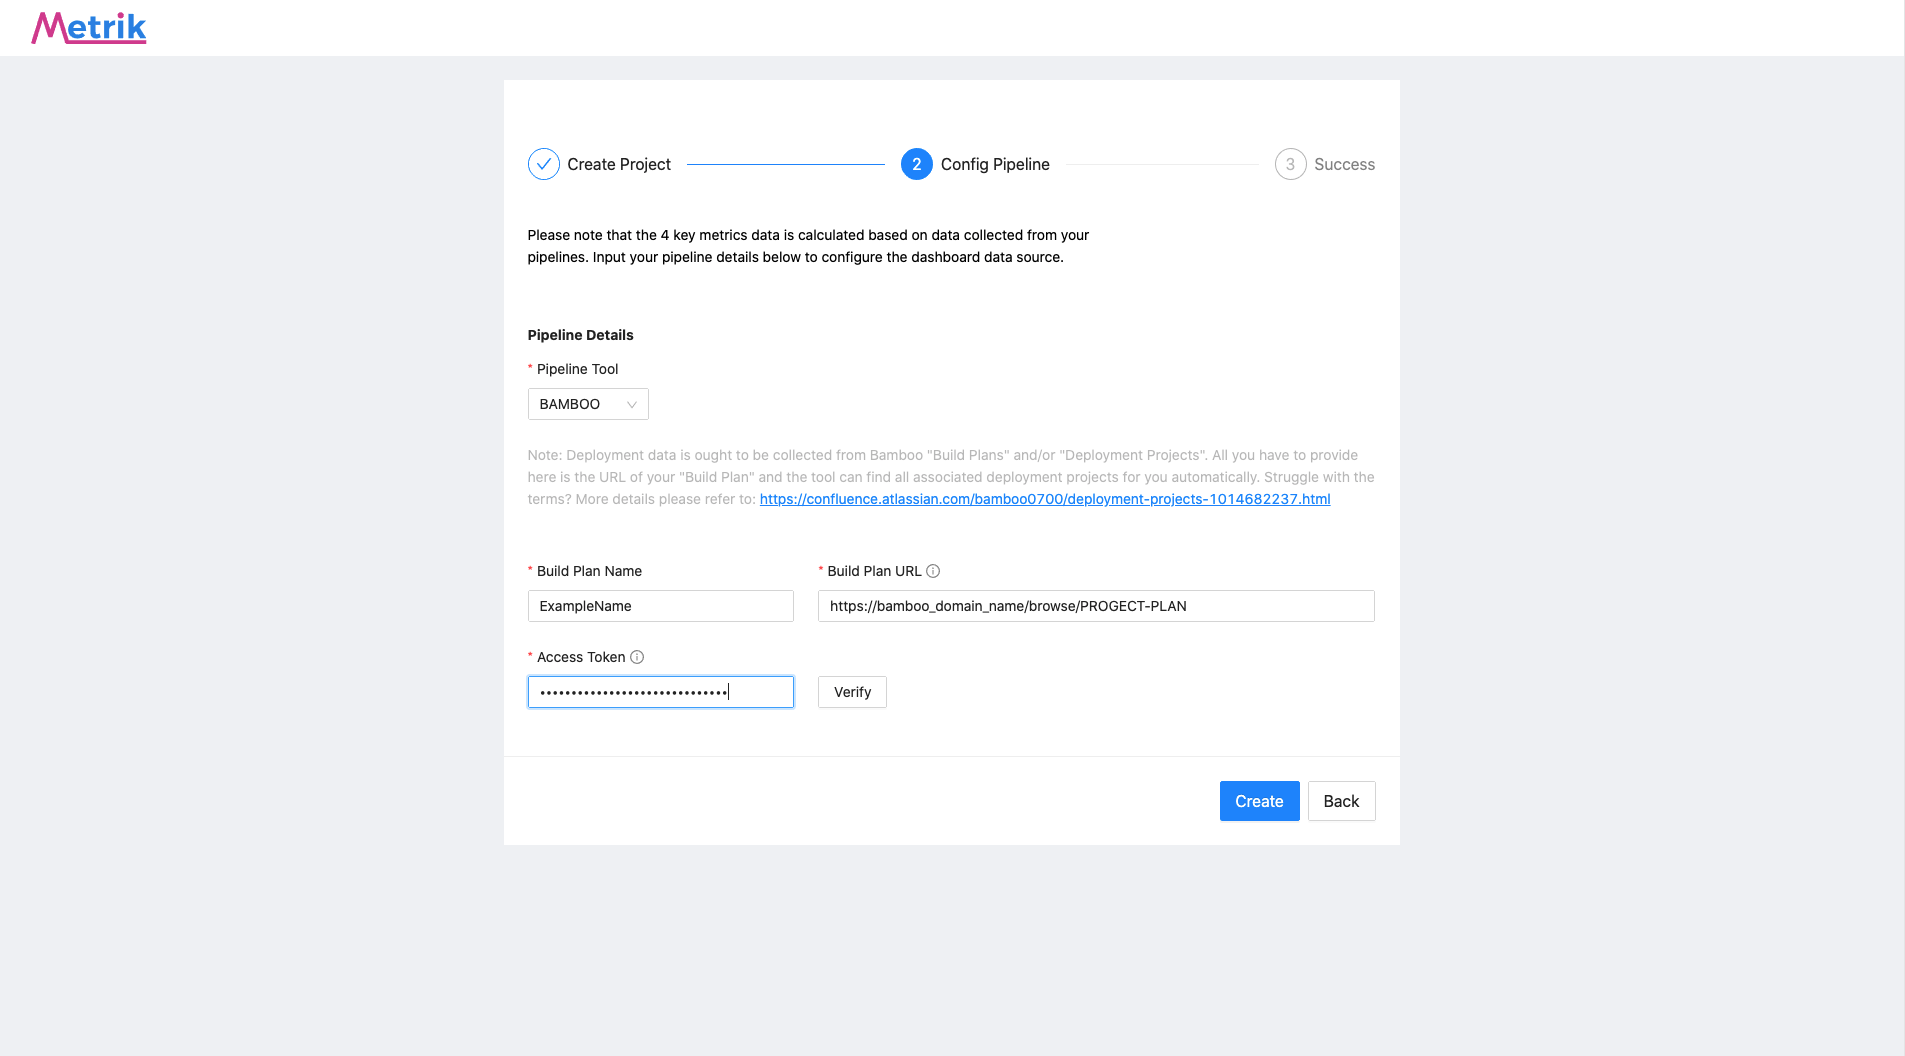 Metrik
Create Project
2 Config Pipeline
3 Success
Please note that the 4 key metrics data is calculated based on data collected from your
pipelines. Input your pipeline details below to configure the dashboard data source.
Pipeline Details
* Pipeline Tool
BAMBOO
Note: Deployment data is ought to be collected from Bamboo "Build Plans" and/or "Deployment Projects". All you have to provide
here is the URL of your "Build Plan" and the tool can find all associated deployment projects for you automatically. Struggle with the
terms? More details please refer to: https://confluence.atlassian.com/bamboo0700/deployment-projects-1014682237.html
* Build Plan Name
* Build Plan URL
ExampleName
https://bamboo_domain_name/browse/PROGECT-PLAN
* Access Token
••••••••••••••••••••••••••••••
Verify
Create
Back